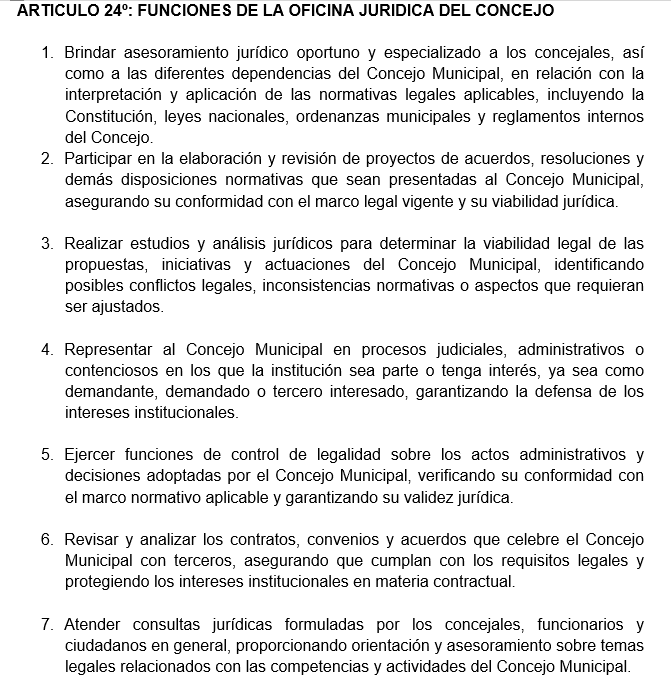 ARTICULO 24º: FUNCIONES DE LA OFICINA JURIDICA DEL CONCEJO
1. Brindar asesoramiento jurídico oportuno y especializado a los concejales, así
como a las diferentes dependencias del Concejo Municipal, en relación con la
interpretación y aplicación de las normativas legales aplicables, incluyendo la
Constitución, leyes nacionales, ordenanzas municipales y reglamentos internos
del Concejo.
2. Participar en la elaboración y revisión de proyectos de acuerdos, resoluciones y
demás disposiciones normativas que sean presentadas al Concejo Municipal,
asegurando su conformidad con el marco legal vigente y su viabilidad jurídica.
3. Realizar estudios y análisis jurídicos para determinar la viabilidad legal de las
propuestas, iniciativas y actuaciones del Concejo Municipal, identificando
posibles conflictos legales, inconsistencias normativas o aspectos que requieran
ser ajustados.
4. Representar al Concejo Municipal en procesos judiciales, administrativos o
contenciosos en los que la institución sea parte o tenga interés, ya sea como
demandante, demandado o tercero interesado, garantizando la defensa de los
intereses institucionales.
5. Ejercer funciones de control de legalidad sobre los actos administrativos y
decisiones adoptadas por el Concejo Municipal, verificando su conformidad con
el marco normativo aplicable y garantizando su validez jurídica.
6. Revisar y analizar los contratos, convenios y acuerdos que celebre el Concejo
Municipal con terceros, asegurando que cumplan con los requisitos legales y
protegiendo los intereses institucionales en materia contractual.
7. Atender consultas jurídicas formuladas por los concejales, funcionarios y
ciudadanos en general, proporcionando orientación y asesoramiento sobre temas
legales relacionados con las competencias y actividades del Concejo Municipal.